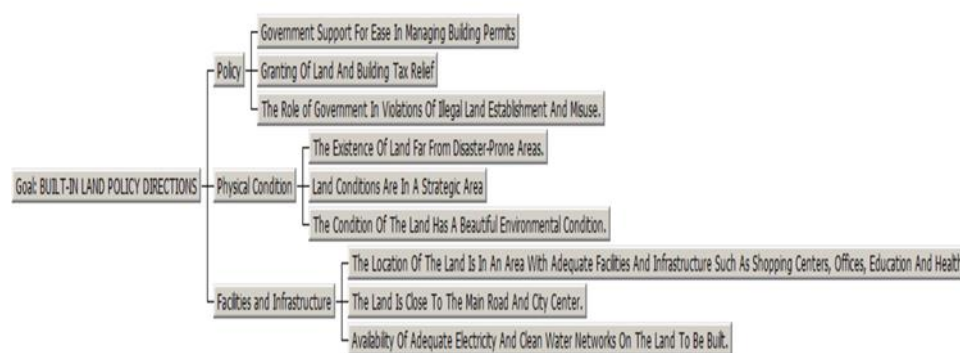 Government Support For Ease In Managing Building Permits
Policy
Granting Of Land And Building Tax Relief
The Role of Government In Violations Of Illegal Land Establishment And Misuse.
The Existence Of Land Far From Disaster-Prone Areas.
Goal: BUILT-IN LAND POLICY DIRECTIONS
Physical Condition
Land Conditions Are In A Strategic Area
The Condition Of The Land Has A Beautiful Environmental Condition.
The Location Of The Land Is In An Area With Adequate Facilities And Infrastructure Such As Shopping Centers, Offices, Education And Health
Facilities and Infrastructure
The Land Is Close To The Main Road And City Center.
Availability Of Adequate Electricity And Clean Water Networks On The Land To Be Built.